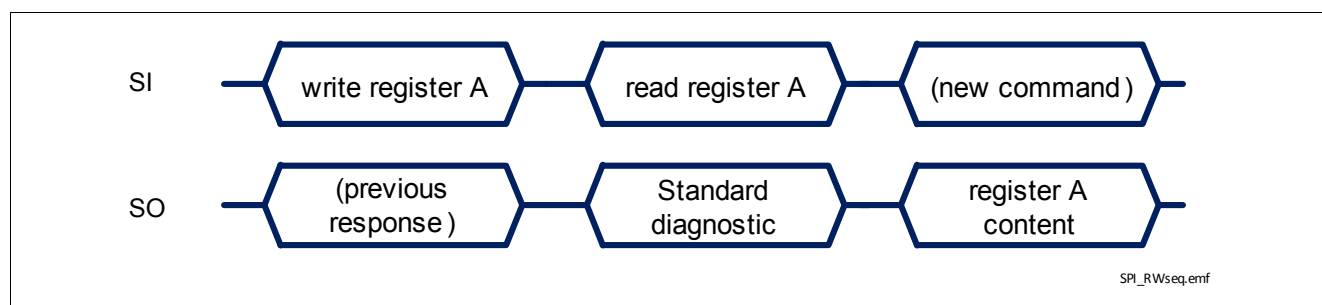 SI
write register A
read register A
(new command)
SO
(previous
response)
Standard
diagnostic
register A
content
SPI_RWseq.emf